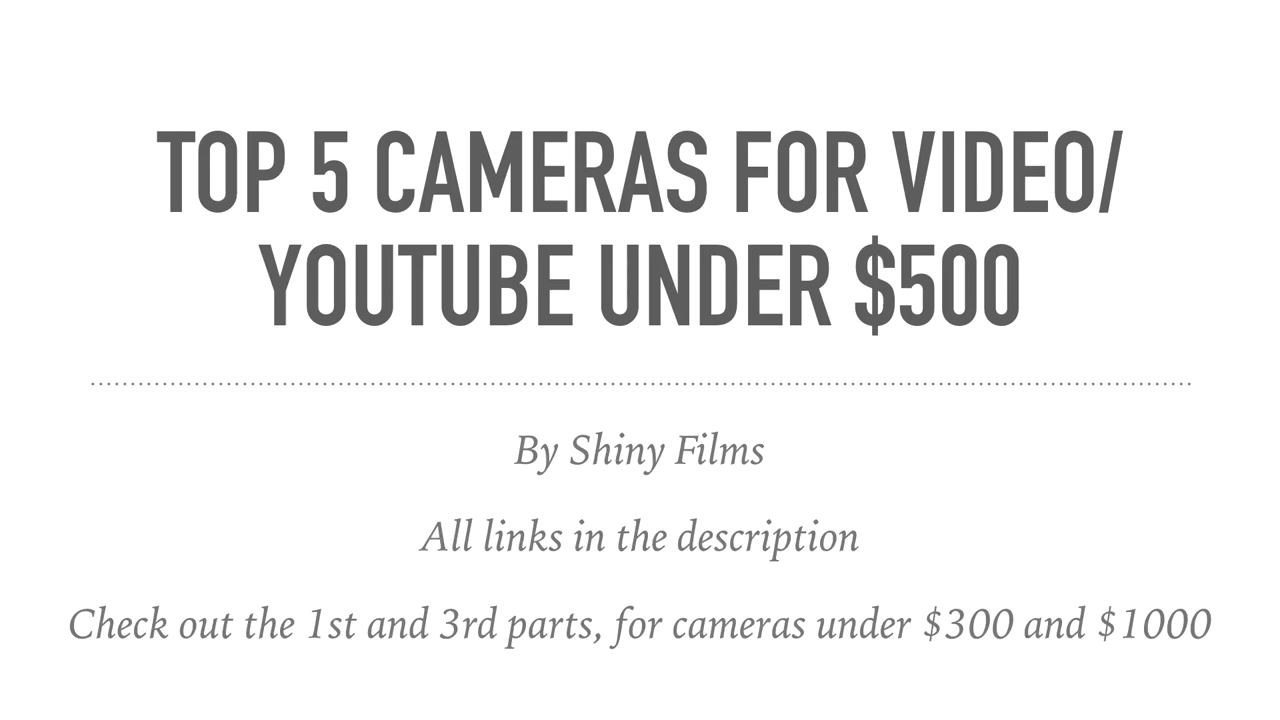 TOP 5 CAMERAS FOR VIDEO/
YOUTUBE UNDER $500
By Shiny Films
All links in the description
Check out the 1st and 3rd parts, for cameras under $300 and $1000